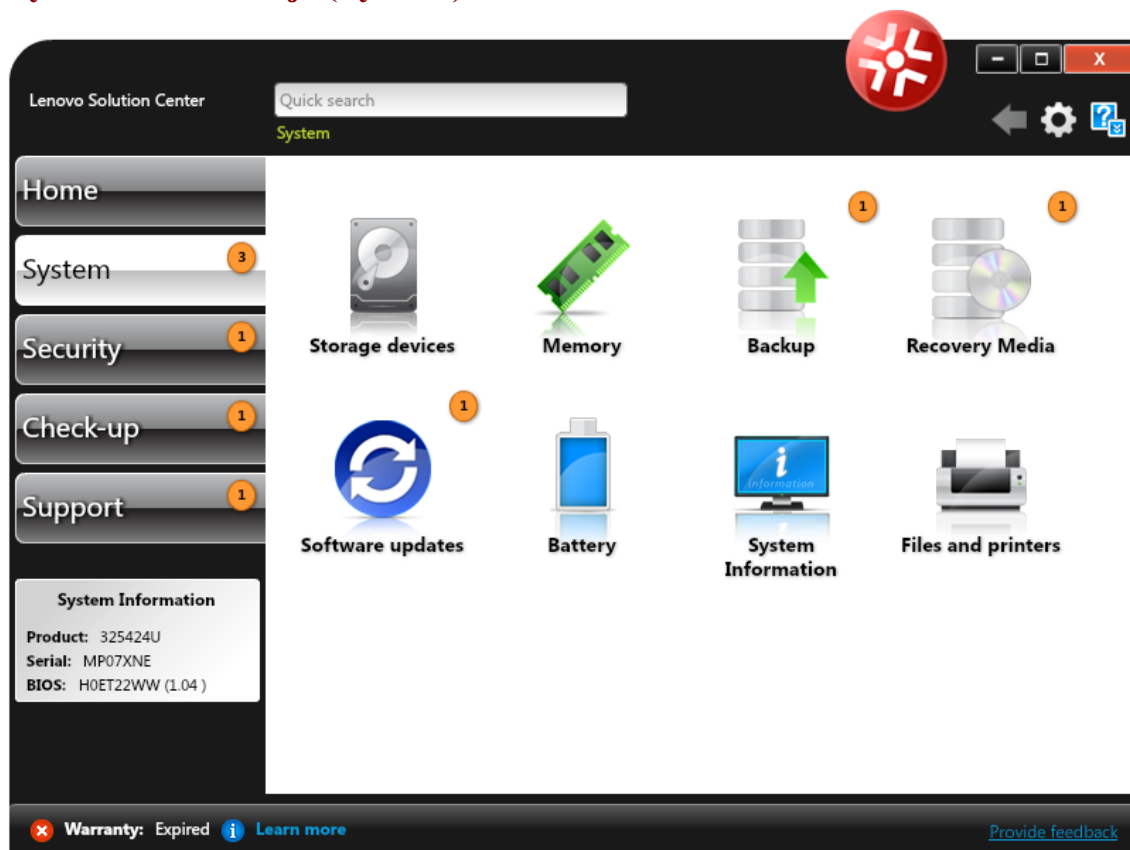 Lenovo Solution Center
Quick search
System
Home
System 3
Security 1
Check-up 1
Support 1
System Information
Product: 325424U
Serial: MP07XNE
BIOS: H0ET22WW (1.04 )
1
1
Storage devices
Memory
Backup
Recovery Media
1
i
information
Software updates
Battery
System
Information
Files and printers
X
?
Warranty: Expired i Learn more
Provide feedback